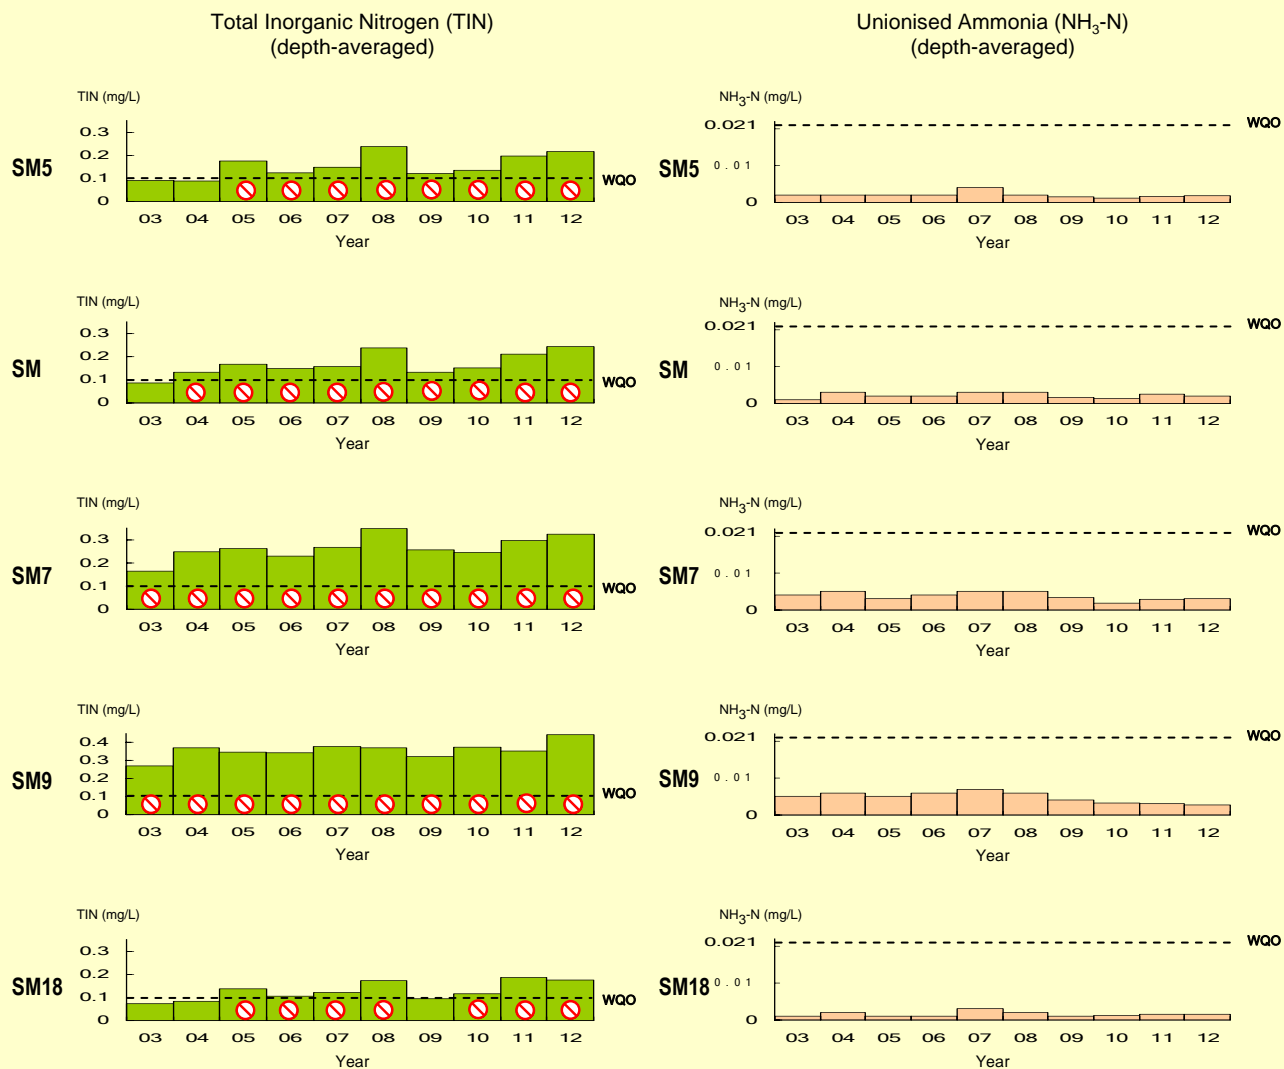 Total Inorganic Nitrogen (TIN)
(depth-averaged)
Unionised Ammonia (NH3-N)
(depth-averaged)
TIN (mg/L)
0.3
0.2
0.1
0
SM5
WQO
03 04 05 06 07 08 09 10 11 12
Year
NH3-N (mg/L)
0.021
0.01
0
SM5
WQO
03 04 05 06 07 08 09 10 11 12
Year
TIN (mg/L)
0.3
0.2
0.1
0
SM
WQO
03 04 05 06 07 08 09 10 11 12
Year
NH3-N (mg/L)
0.021
0.01
0
SM
WQO
03 04 05 06 07 08 09 10 11 12
Year
TIN (mg/L)
0.3
0.2
0.1
0
SM7
WQO
03 04 05 06 07 08 09 10 11 12
Year
NH3-N (mg/L)
0.021
0.01
0
SM7
WQO
03 04 05 06 07 08 09 10 11 12
Year
TIN (mg/L)
0.4
0.3
0.2
0.1
0
SM9
WQO
03 04 05 06 07 08 09 10 11 12
Year
NH3-N (mg/L)
0.021
0.01
0
SM9
WQO
03 04 05 06 07 08 09 10 11 12
Year
TIN (mg/L)
0.3
0.2
0.1
0
SM18
WQO
03 04 05 06 07 08 09 10 11 12
Year
NH3-N (mg/L)
0.021
0.01
0
SM18
WQO
03 04 05 06 07 08 09 10 11 12
Year